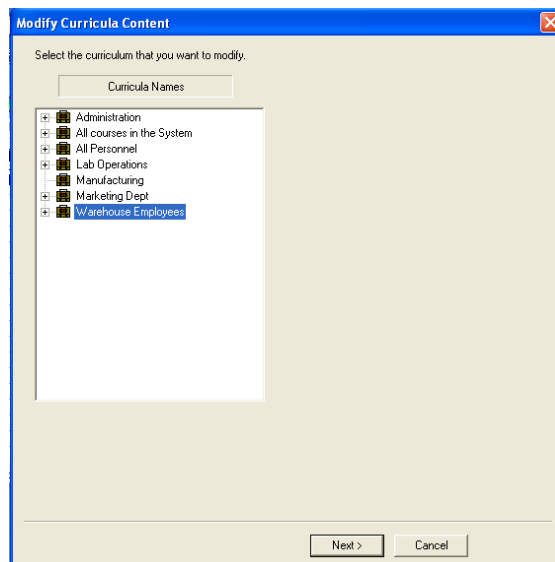 Modify Curricula Content
Select the curriculum that you want to modify.
Curricula Names
Administration
All courses in the System
All Personnel
Lab Operations
Manufacturing
Marketing Dept
Warehouse Employees
Next >
Cancel